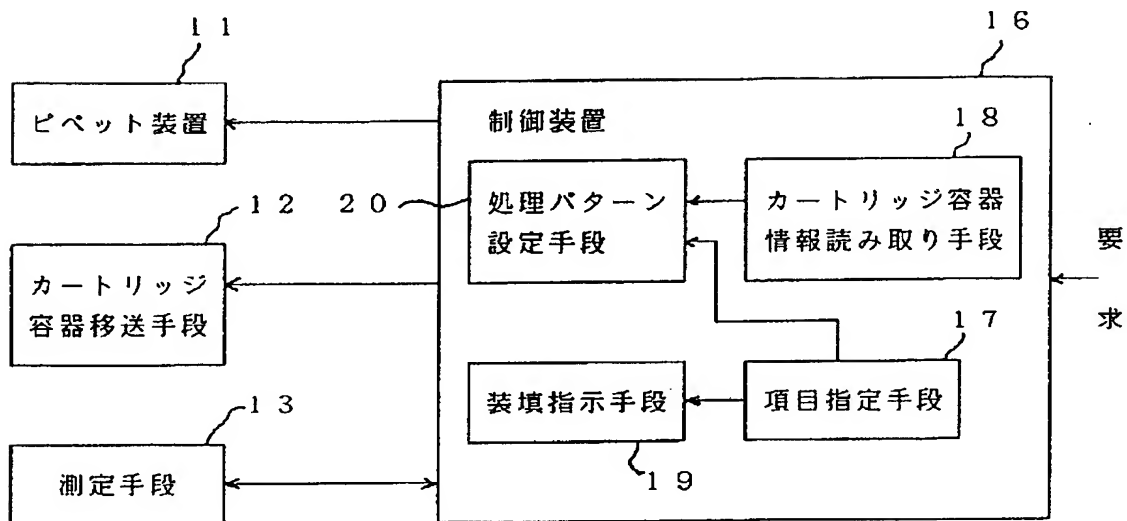 11
ピペット装置
12
カートリッジ
容器移送手段
13
測定手段
16
制御装置
20
処理パターン
設定手段
18
カートリッジ容器
情報読み取り手段
17
項目指定手段
装填指示手段
19
要
求